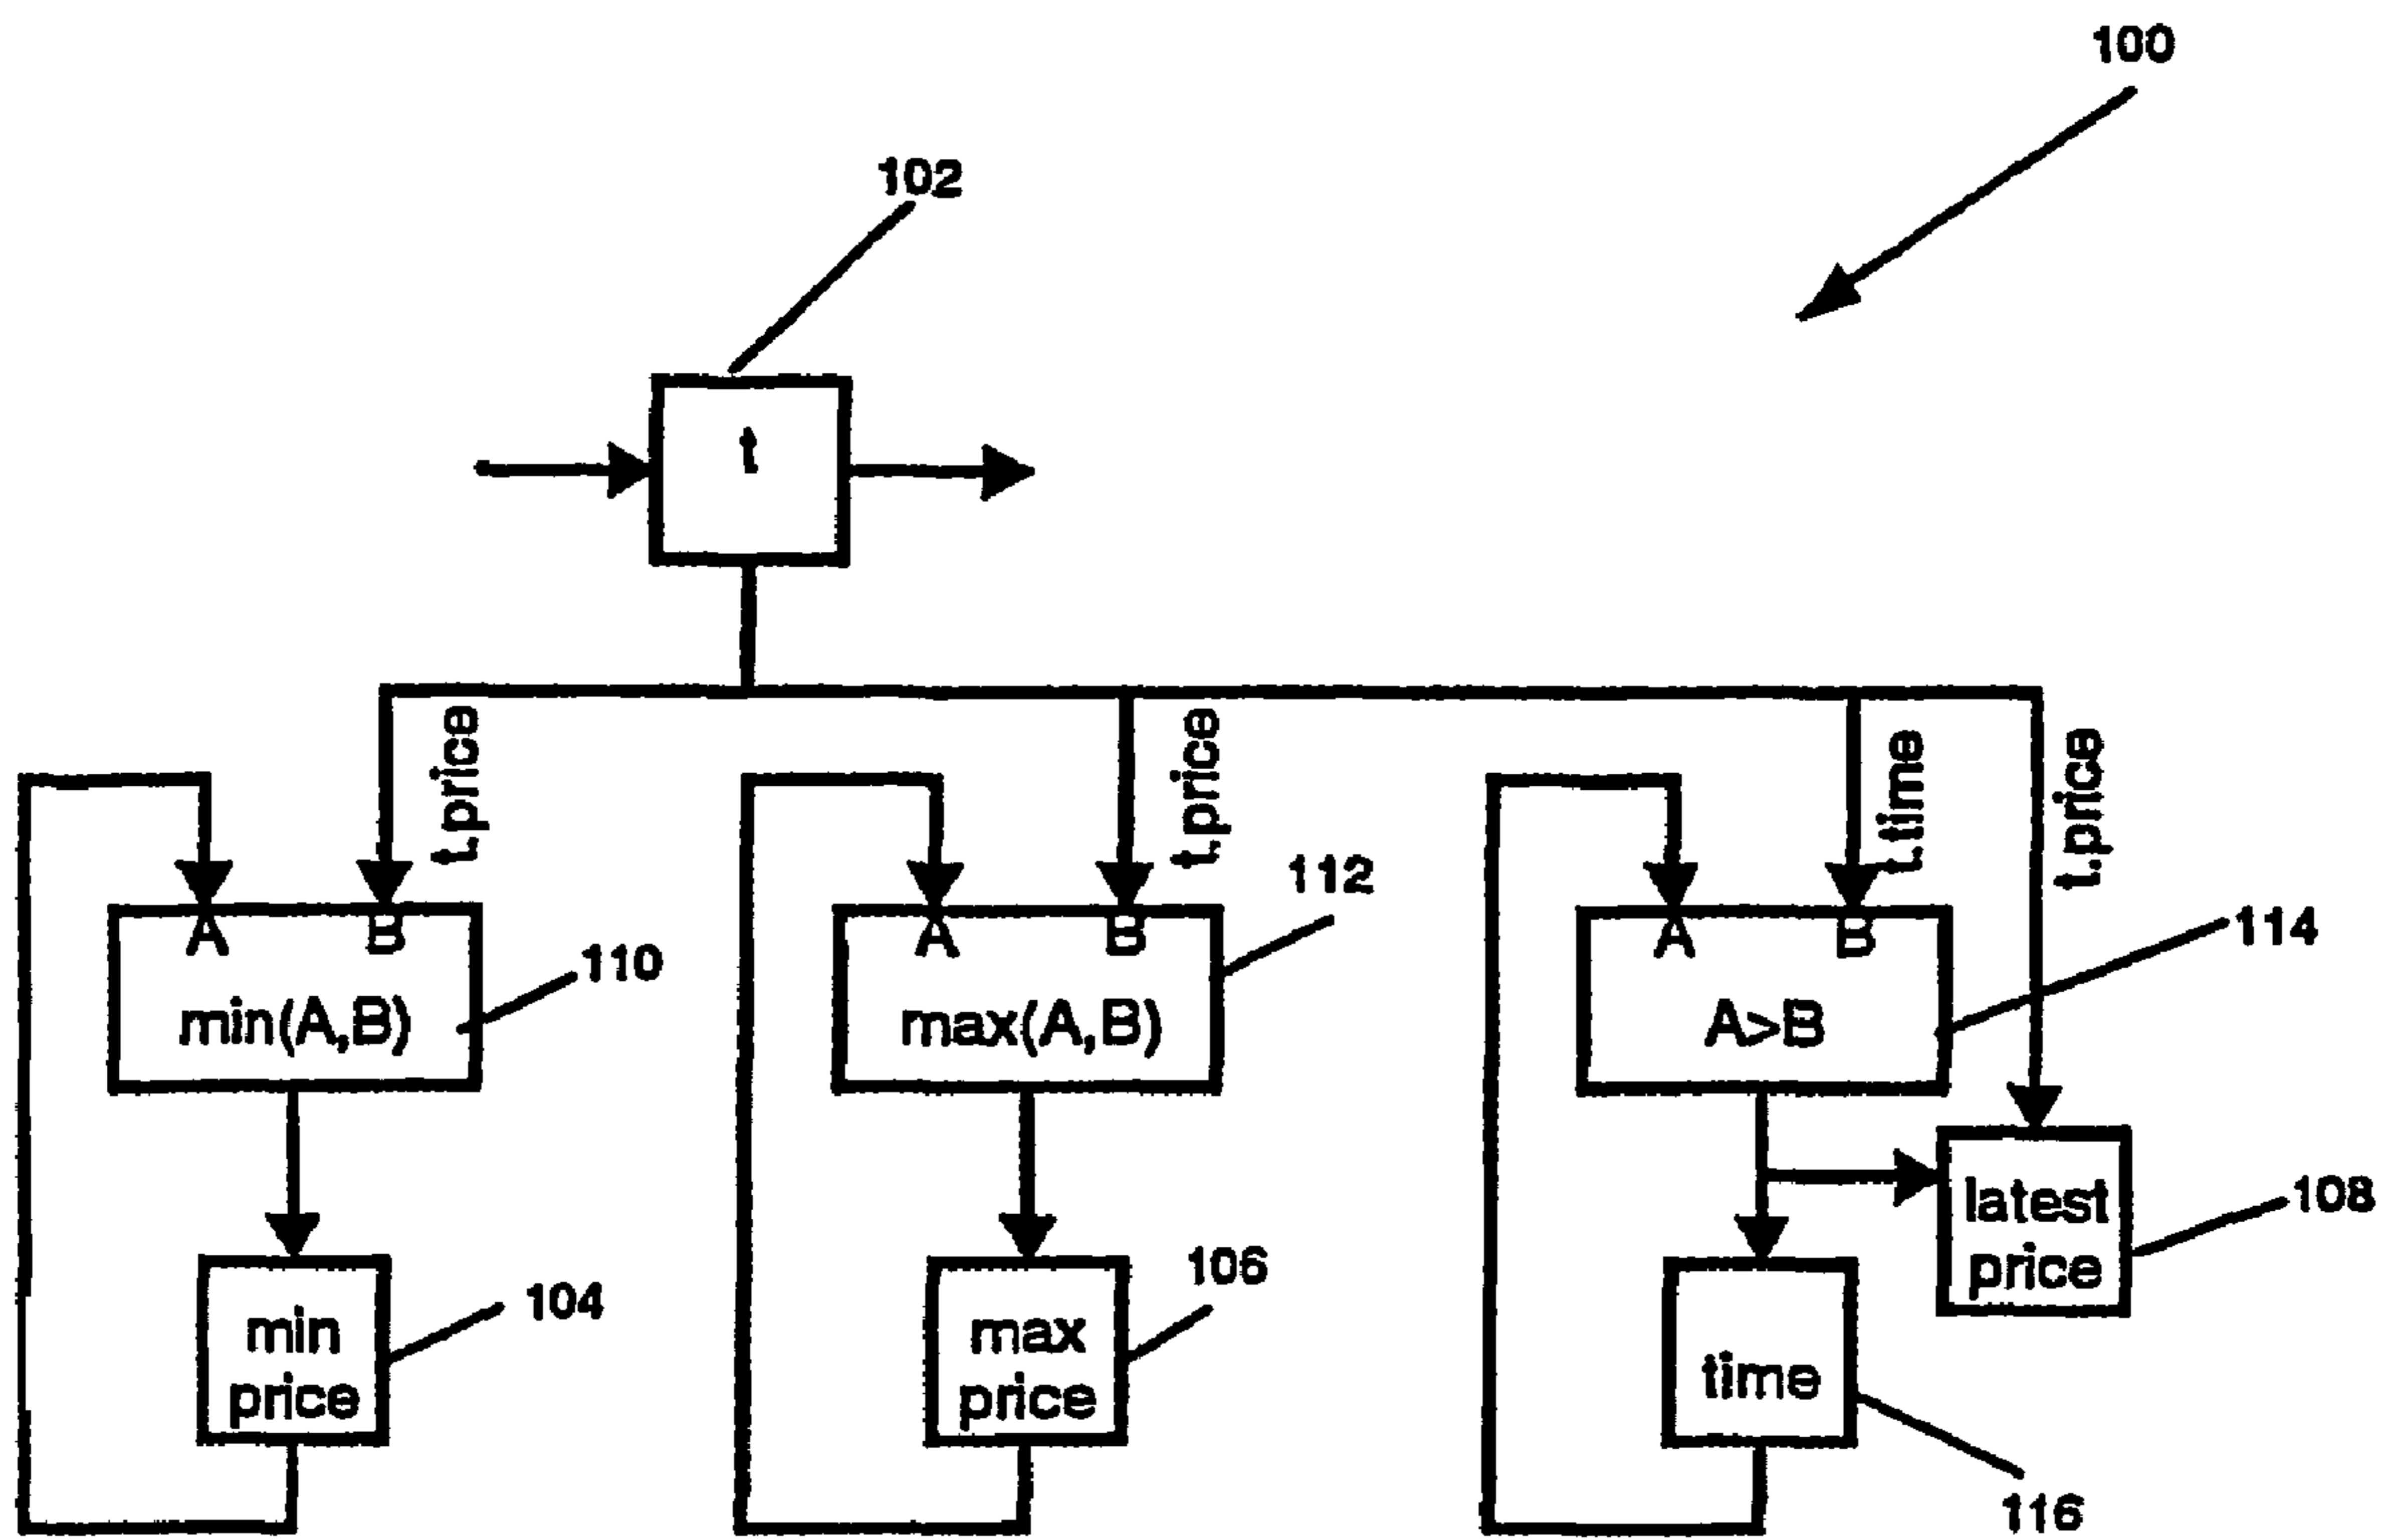 100
102
t
t.price
t.price
t.time
t.price
112
A B
110
A B
A B
114
min(A,B)
max(A,B)
A>B
latest
price
108
104
106
min
price
max
price
time
116